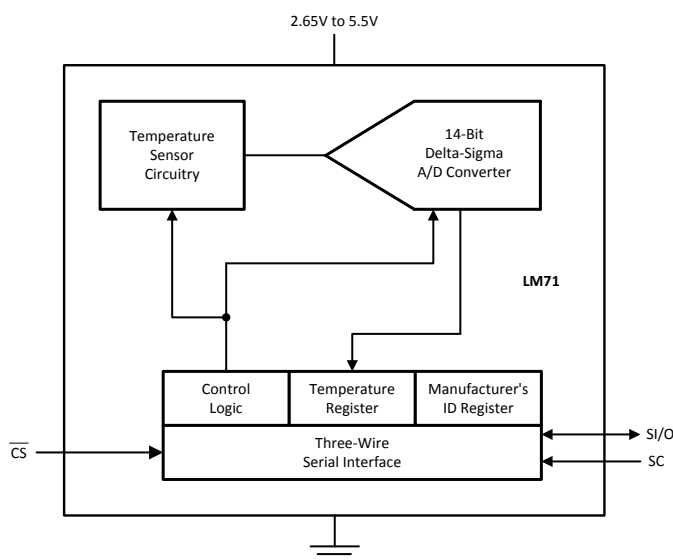 2.65V to 5.5V
Temperature
Sensor
Circuitry
14-Bit
Delta-Sigma
A/D Converter
LM71
Control
Logic
Temperature
Register
Manufacturer's
ID Register
Three-Wire
Serial Interface
C̅S̅
SI/O
SC